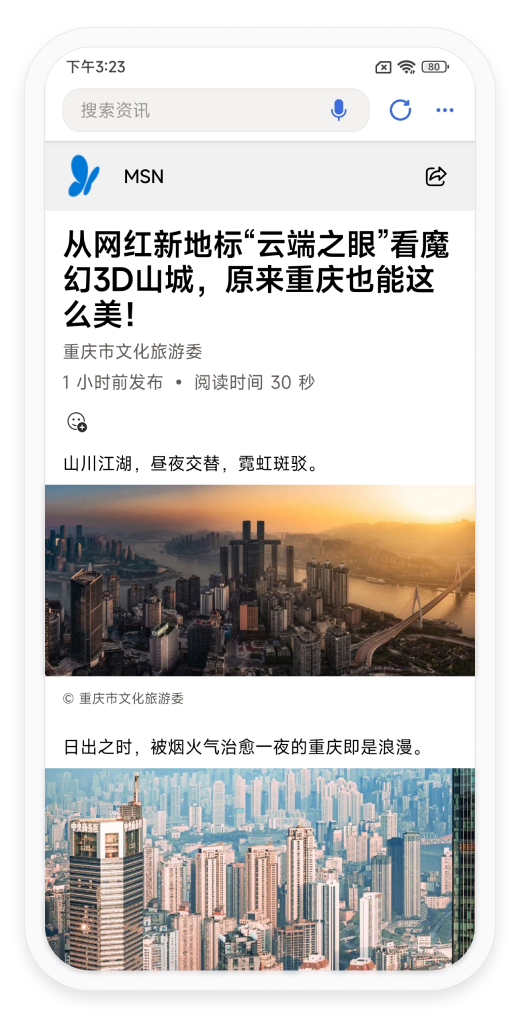 下午3:23
80
搜索资讯
MSN
从网红新地标“云端之眼”看魔
幻3D山城，原来重庆也能这
么美！
重庆市文化旅游委
1 小时前发布 • 阅读时间 30 秒
山川江湖，昼夜交替，霓虹斑驳。
© 重庆市文化旅游委
日出之时，被烟火气治愈一夜的重庆即是浪漫。